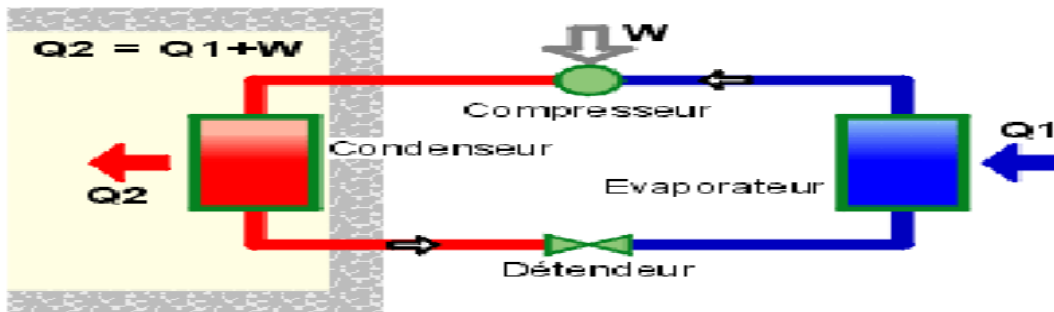 Q2 = Q1+W
W
Compresseur
Condenseur
Q1
Evaporateur
Q2
Détendeur